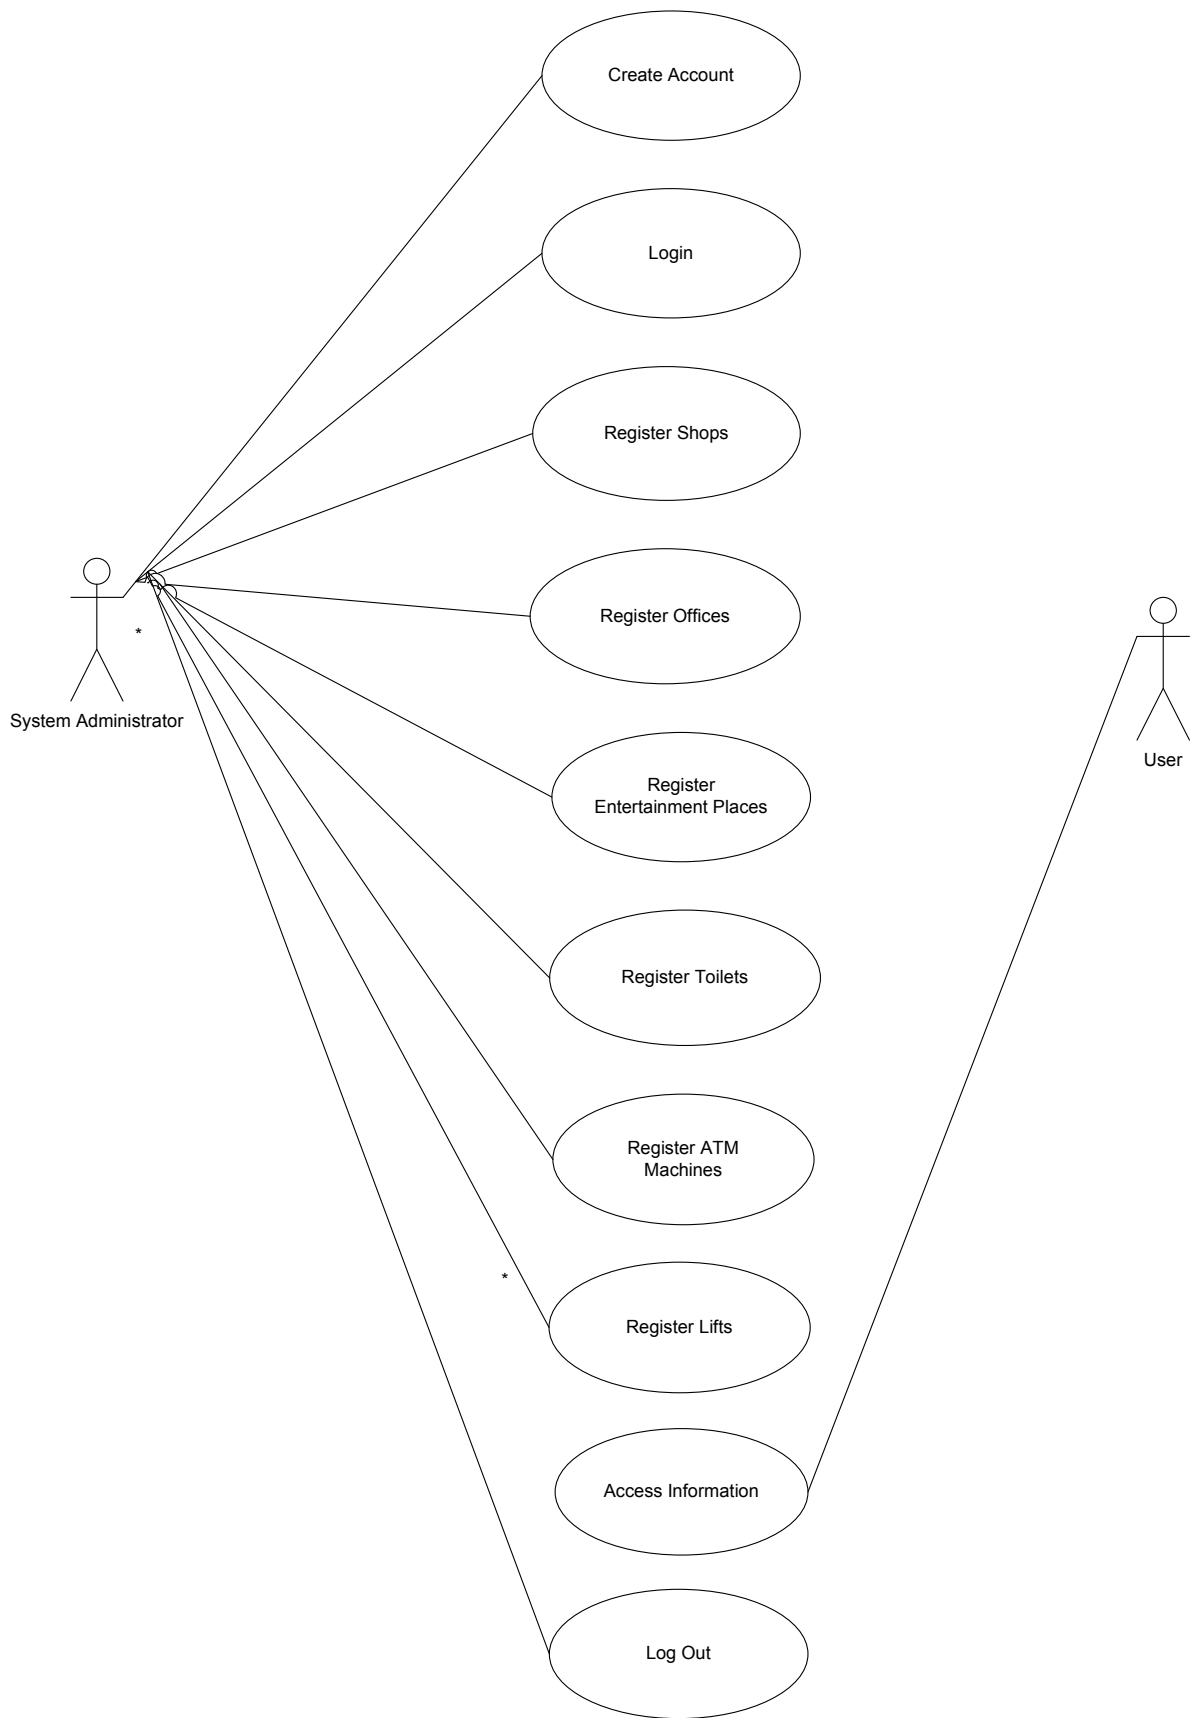 Create Account
Login
Register Shops
Register Offices
*
System Administrator
User
Register
Entertainment Places
Register Toilets
Register ATM
Machines
*
Register Lifts
Access Information
Log Out